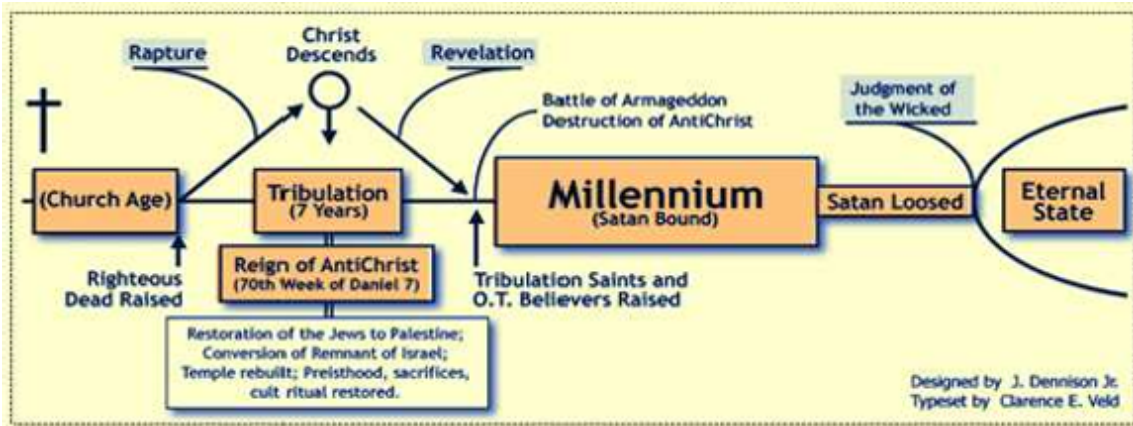 Rapture
Christ
Descends
Revelation
Battle of Armageddon
Destruction of AntiChrist
Judgment of
the Wicked
(Church Age)
Tribulation
(7 Years)
Millennium
(Satan Bound)
Satan Loosed
Eternal
State
Righteous
Dead Raised
Reign of AntiChrist
(70th Week of Daniel 7)
Tribulation Saints and
O.T. Believers Raised
Restoration of the Jews to Palestine;
Conversion of Remnant of Israel;
Temple rebuilt; Preisthood, sacrifices,
cult ritual restored.
Designed by J. Dennison Jr.
Typeset by Clarence E. Veld